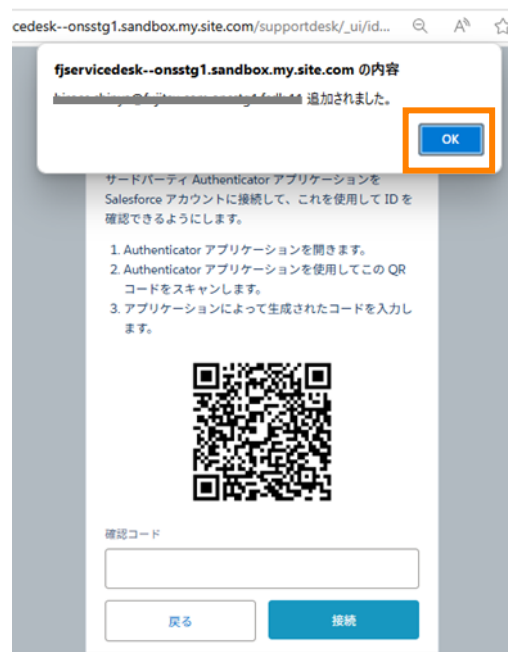 cedesk--onsstg1.sandbox.my.site.com/supportdesk/_ui/id...
fjservicedesk--onsstg1.sandbox.my.site.com の内容
追加されました。
OK
サードパーティ Authenticator アプリケーションを
Salesforce アカウントに接続して、これを使用して ID を
確認できるようにします。
1. Authenticator アプリケーションを開きます。
2. Authenticator アプリケーションを使用してこの QR
コードをスキャンします。
3. アプリケーションによって生成されたコードを入力し
ます。
確認コード
戻る
接続